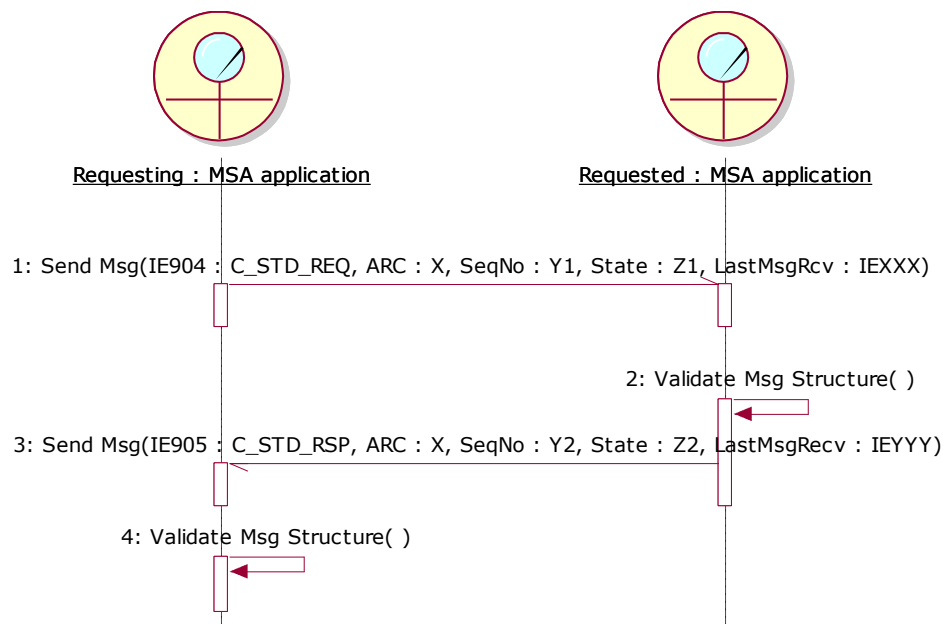 Requesting : MSA application
Requested : MSA application
1: Send Msg(IE904 : C_STD_REQ, ARC : X, SeqNo : Y1, State : Z1, LastMsgRcv : IEXXX)
2: Validate Msg Structure( )
3: Send Msg(IE905 : C_STD_RSP, ARC : X, SeqNo : Y2, State : Z2, LastMsgRecv : IEYYY)
4: Validate Msg Structure( )